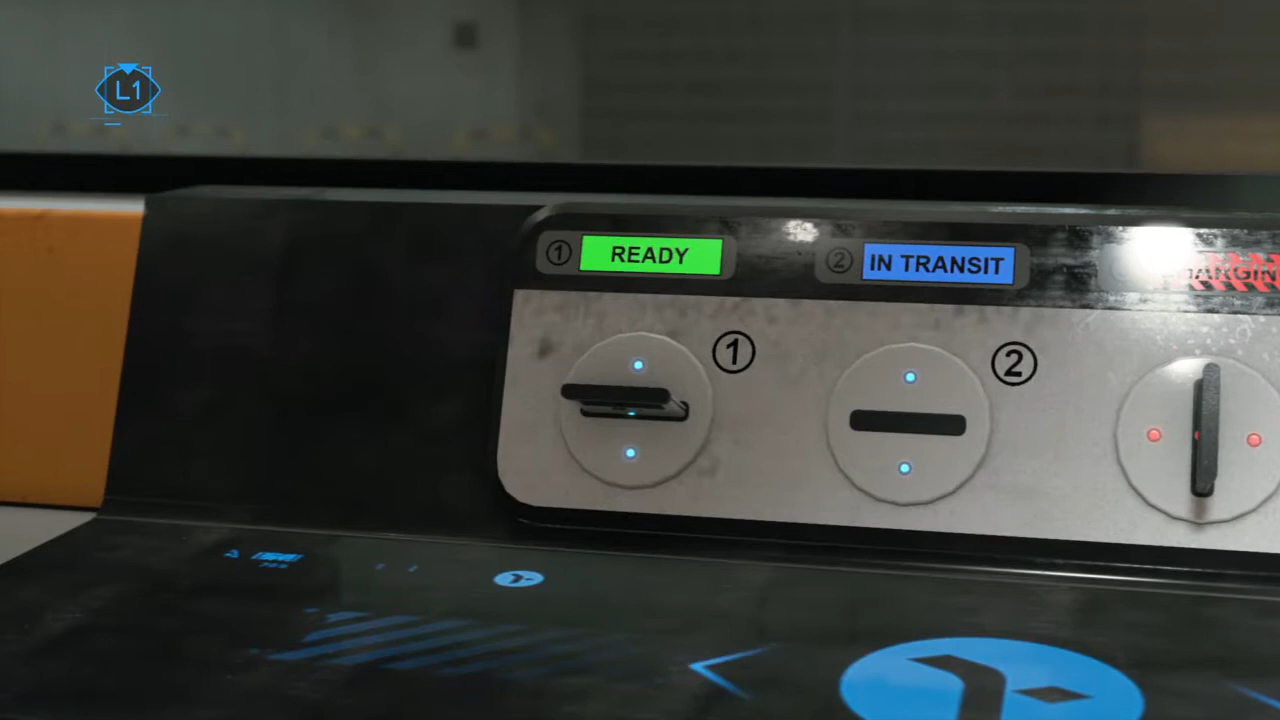 L1
① READY
② IN TRANSIT
①
②